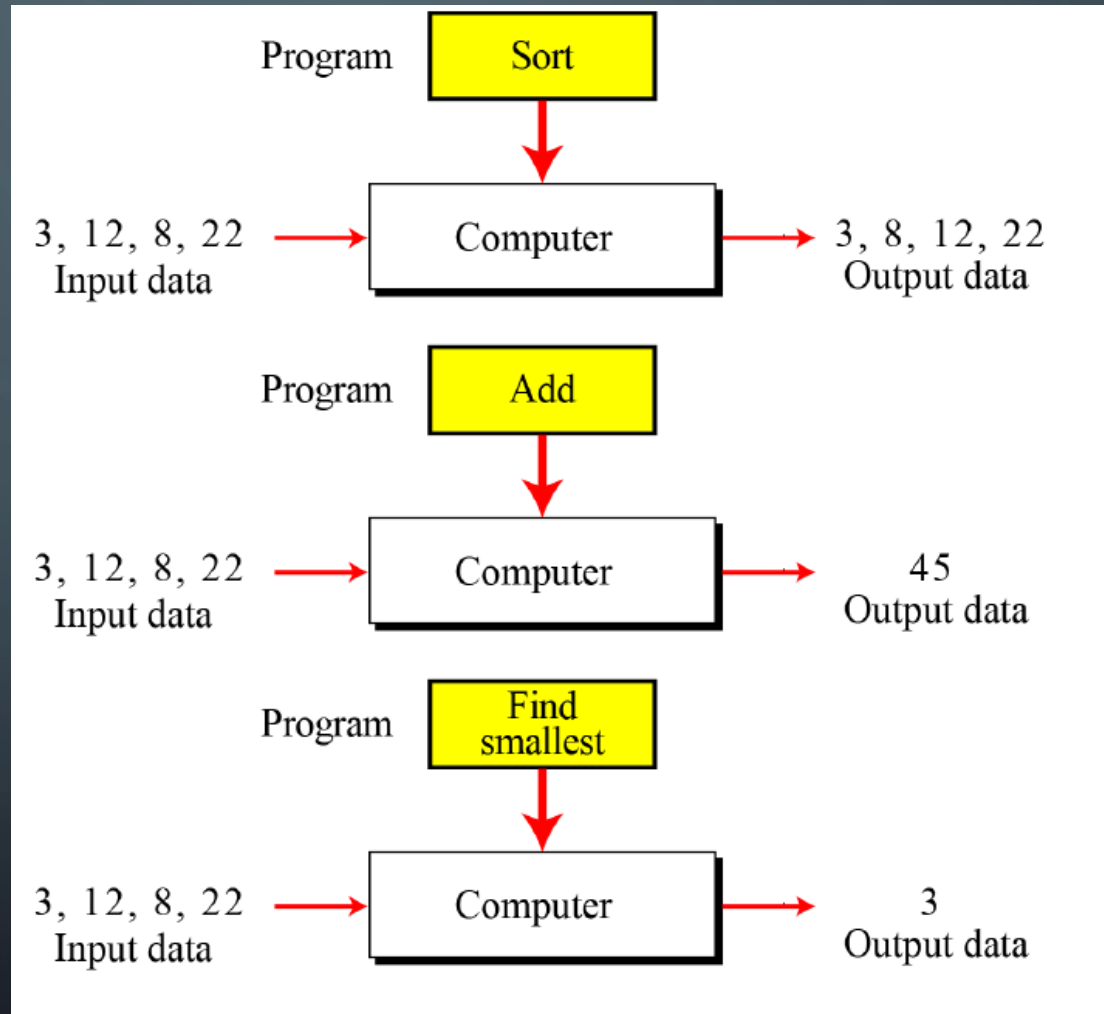 Program
Sort
3, 12, 8, 22
Input data
Computer
3, 8, 12, 22
Output data
Program
Add
3, 12, 8, 22
Input data
Computer
45
Output data
Program
Find
smallest
3, 12, 8, 22
Input data
Computer
3
Output data